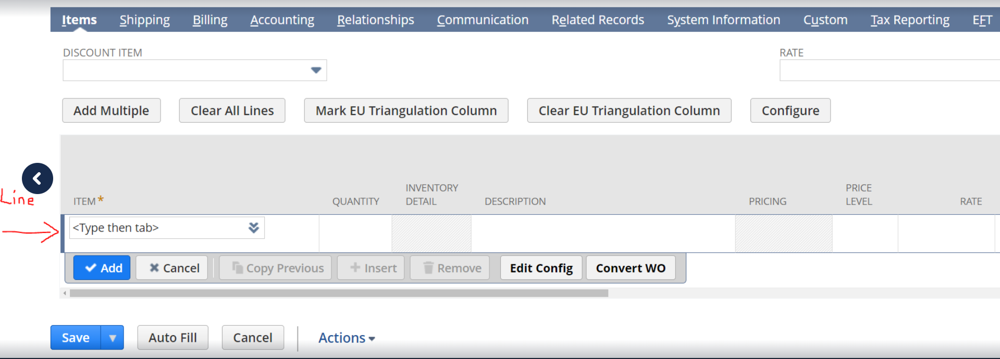 Items Shipping Billing Accounting Relationships Communication Related Records System Information Custom Tax Reporting EFT
DISCOUNT ITEM RATE
Add Multiple Clear All Lines Mark EU Triangulation Column Clear EU Triangulation Column Configure
INVENTORY PRICE
Line
ITEM* QUANTITY DETAIL DESCRIPTION PRICING LEVEL RATE
<Type then tab>
Add Cancel Copy Previous Insert Remove Edit Config Convert WO
Save Auto Fill Cancel Actions